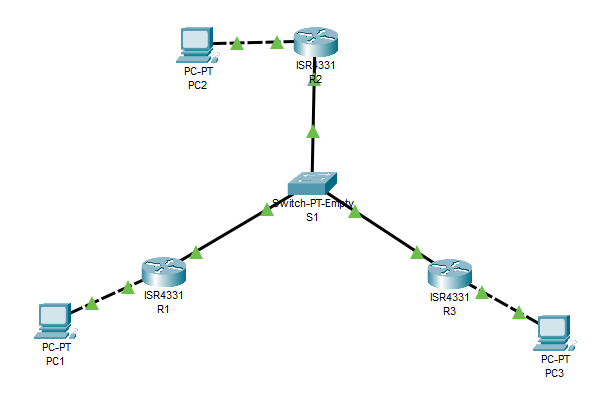 ISR4331
R2
PC-PT
PC2
Switch-PT-Empty
S1
ISR4331
R1
ISR4331
R3
PC-PT
PC1
PC-PT
PC3